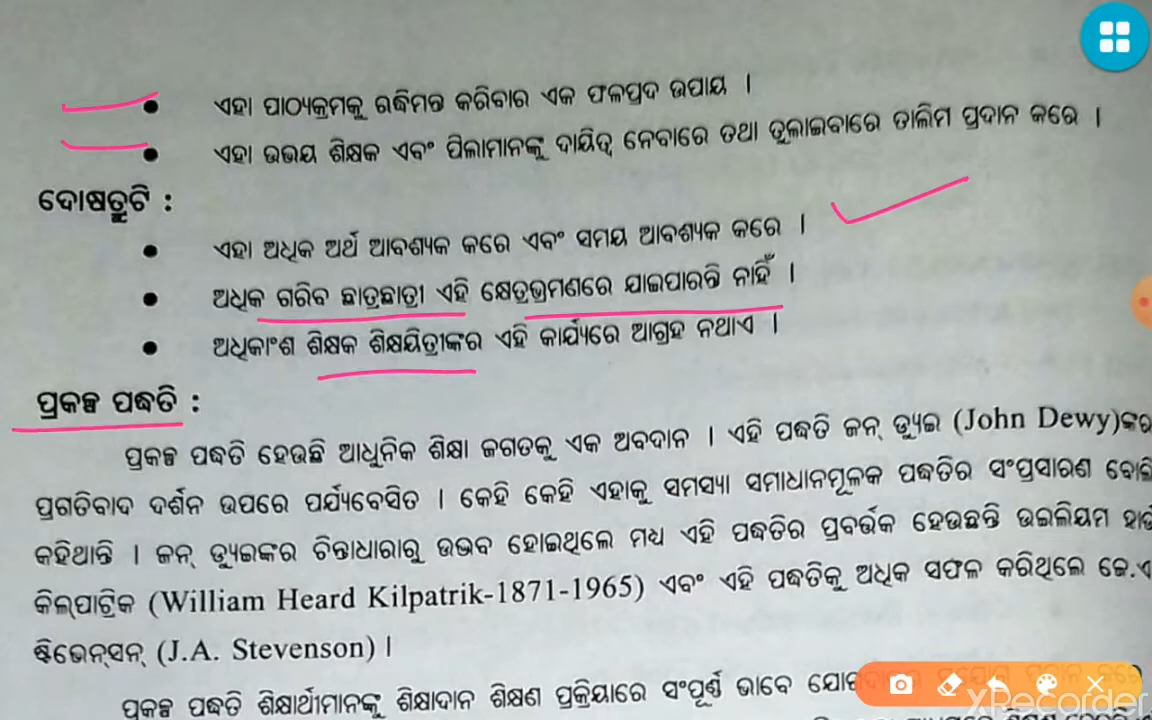 ଏହା ପାଠ୍ୟକ୍ରମକୁ ଋଦ୍ଧିମନ୍ତ କରିବାର ଏକ ଫଳପ୍ରଦ ଉପାୟ ।
ଏହା ଉଭୟ ଶିକ୍ଷକ ଏବଂ ପିଲାମାନଙ୍କୁ ଦାୟିତ୍ୱ ନେବାରେ ତଥା ତୁଲାଇବାରେ ତାଲିମ ପ୍ରଦାନ କରେ ।
ଦୋଷତ୍ରୁଟି :
ଏହା ଅଧିକ ଅର୍ଥ ଆବଶ୍ୟକ କରେ ଏବଂ ସମୟ ଆବଶ୍ୟକ କରେ ।
ଅଧିକ ଗରିବ ଛାତ୍ରଛାତ୍ରୀ ଏହି କ୍ଷେତ୍ରଭ୍ରମଣରେ ଯାଇପାରନ୍ତି ନାହିଁ ।
ଅଧିକାଂଶ ଶିକ୍ଷକ ଶିକ୍ଷୟିତ୍ରୀଙ୍କର ଏହି କାର୍ଯ୍ୟରେ ଆଗ୍ରହ ନଥାଏ ।
ପ୍ରକଳ୍ପ ପଦ୍ଧତି :
ପ୍ରକଳ୍ପ ପଦ୍ଧତି ହେଉଛି ଆଧୁନିକ ଶିକ୍ଷା ଜଗତକୁ ଏକ ଅବଦାନ । ଏହି ପଦ୍ଧତି ଜନ୍ ଡ୍ୟୁଇ (John Dewy)ଙ୍କର
ପ୍ରଗତିବାଦ ଦର୍ଶନ ଉପରେ ପର୍ଯ୍ୟବେସିତ । କେହି କେହି ଏହାକୁ ସମସ୍ୟା ସମାଧାନମୂଳକ ପଦ୍ଧତିର ସଂପ୍ରସାରଣ ବୋଲି
କହିଥାନ୍ତି । ଜନ୍ ଡ୍ୟୁଇଙ୍କର ଚିନ୍ତାଧାରାରୁ ଉଦ୍ଭବ ହୋଇଥିଲେ ମଧ୍ୟ ଏହି ପଦ୍ଧତିର ପ୍ରବର୍ତ୍ତକ ହେଉଛନ୍ତି ଉଇଲିୟମ
କିଲ୍‌ପାଟ୍ରିକ (William Heard Kilpatrik-1871-1965) ଏବଂ ଏହି ପଦ୍ଧତିକୁ ଅଧିକ ସଫଳ କରିଥିଲେ ଜେ.ଏ
ଷ୍ଟିଭେନ୍‌ସନ୍ (J.A. Stevenson) ।
ପ୍ରକଳ୍ପ ପଦ୍ଧତି ଶିକ୍ଷାର୍ଥୀମାନଙ୍କୁ ଶିକ୍ଷାଦାନ ଶିକ୍ଷଣ ପ୍ରକ୍ରିୟାରେ ସଂପୂର୍ଣ୍ଣ ଭାବେ
XRecorder